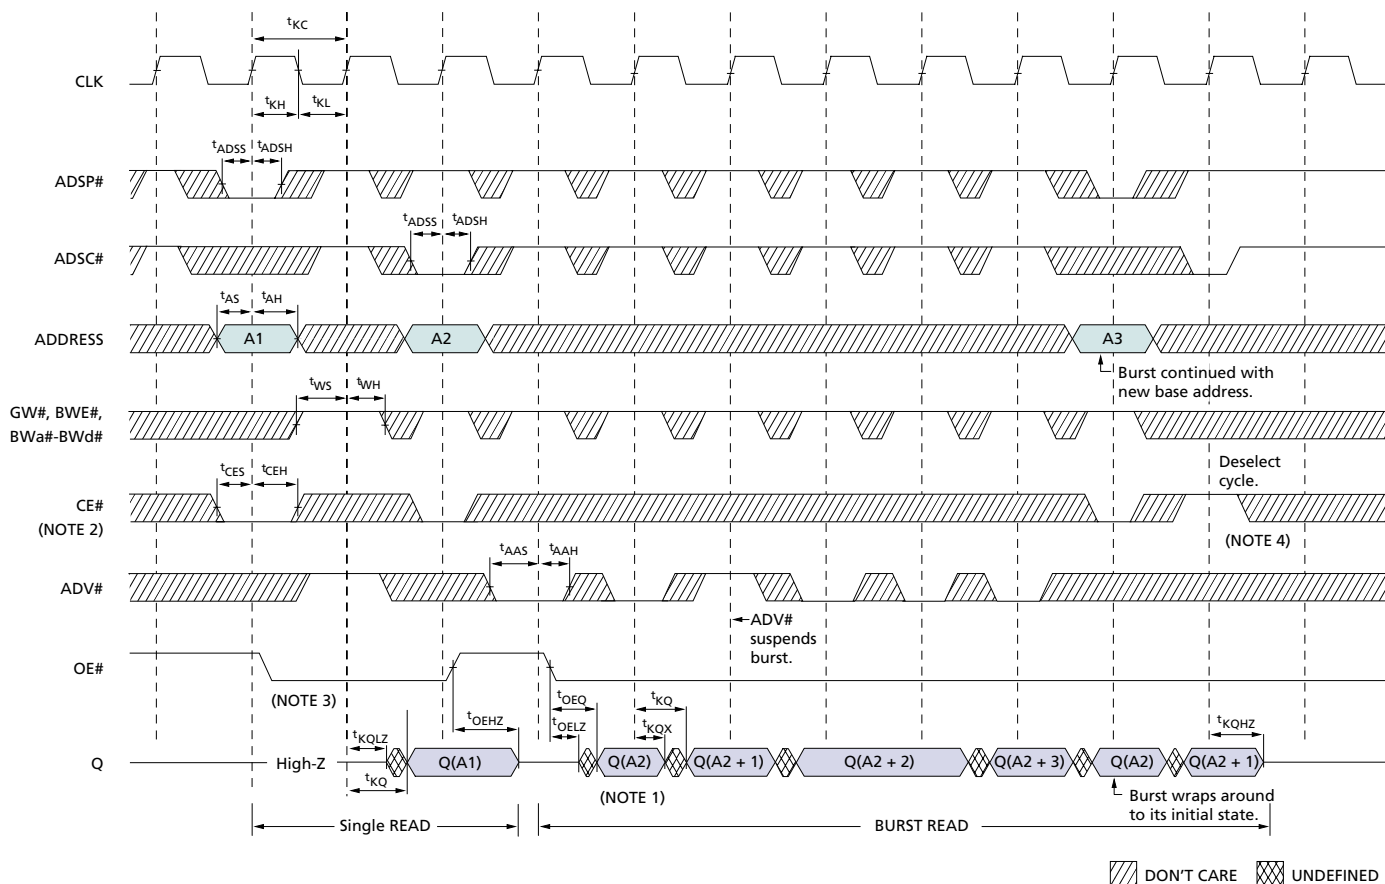 tKC
CLK
tKH
tKL
tADSS
tADSH
ADSP#
tADSS
tADSH
ADSC#
tAS
tAH
ADDRESS
A1
A2
A3
Burst continued with
new base address.
tWS
tWH
GW#, BWE#,
BWa#-BWd#
tCES
tCEH
Deselect
cycle.
CE#
(NOTE 2)
(NOTE 4)
tAAS
tAAH
ADV#
ADV#
suspends
burst.
OE#
(NOTE 3)
tOEHZ
tOEQ
tOELZ
tKQ
tKQX
tKQHZ
tKQLZ
Q
High-Z
Q(A1)
Q(A2)
Q(A2 + 1)
Q(A2 + 2)
Q(A2 + 3)
Q(A2)
Q(A2 + 1)
tKQ
(NOTE 1)
Burst wraps around
to its initial state.
Single READ
BURST READ
DON'T CARE
UNDEFINED